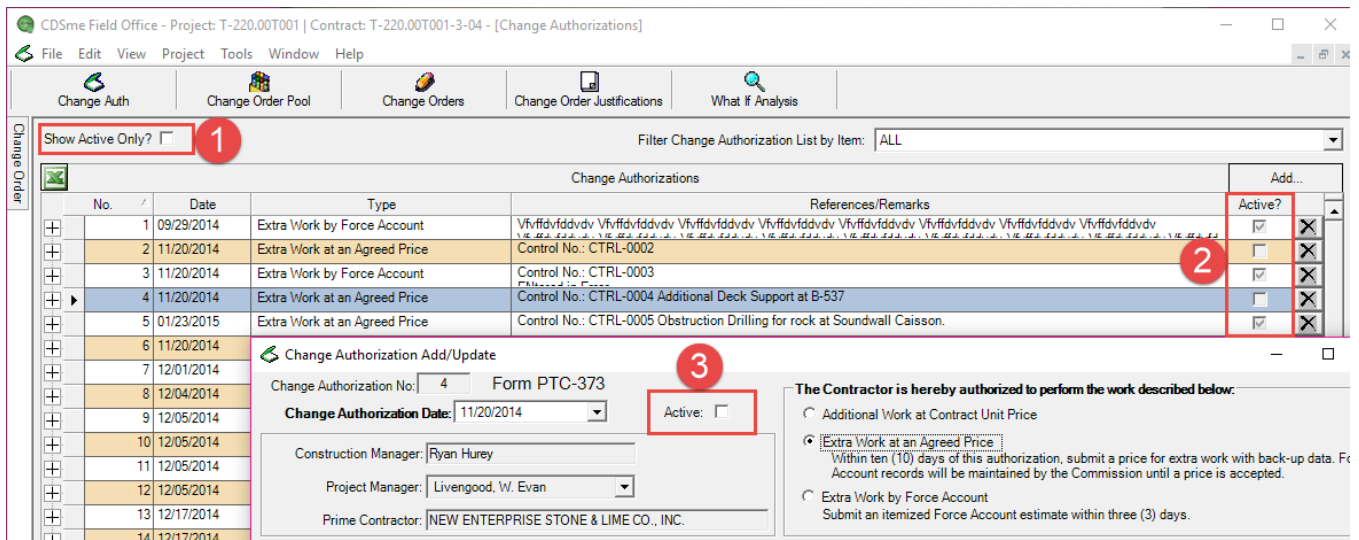 CDSme Field Office - Project: T-220.00T001 | Contract: T-220.00T001-3-04 - [Change Authorizations]
File Edit View Project Tools Window Help
Change Auth Change Order Pool Change Orders Change Order Justifications What If Analysis
Change Order
Show Active Only? 1 Filter Change Authorization List by Item: ALL
Change Authorizations Add...
No. Date Type References/Remarks Active?
1 09/29/2014 Extra Work by Force Account Vfvffdvfddvdv Vfvffdvfddvdv Vfvffdvfddvdv Vfvffdvfddvdv Vfvffdvfddvdv Vfvffdvfddvdv Vfvffdvfddvdv Vfvffdvfddvdv
2 11/20/2014 Extra Work at an Agreed Price Control No.: CTRL-0002
2
3 11/20/2014 Extra Work by Force Account Control No.: CTRL-0003
4 11/20/2014 Extra Work at an Agreed Price Control No.: CTRL-0004 Additional Deck Support at B-537
5 01/23/2015 Extra Work at an Agreed Price Control No.: CTRL-0005 Obstruction Drilling for rock at Soundwall Caisson.
6 11/20/2014
7 12/01/2014
8 12/04/2014
9 12/05/2014
10 12/05/2014
11 12/05/2014
12 12/05/2014
13 12/17/2014
14 12/17/2014
Change Authorization Add/Update
3
Change Authorization No: 4 Form PTC-373
Change Authorization Date: 11/20/2014 Active:
Construction Manager: Ryan Hurey
Project Manager: Livengood, W. Evan
Prime Contractor: NEW ENTERPRISE STONE & LIME CO., INC.
The Contractor is hereby authorized to perform the work described below:
Additional Work at Contract Unit Price
Extra Work at an Agreed Price
Within ten (10) days of this authorization, submit a price for extra work with back-up data. Fo
Account records will be maintained by the Commission until a price is accepted.
Extra Work by Force Account
Submit an itemized Force Account estimate within three (3) days.